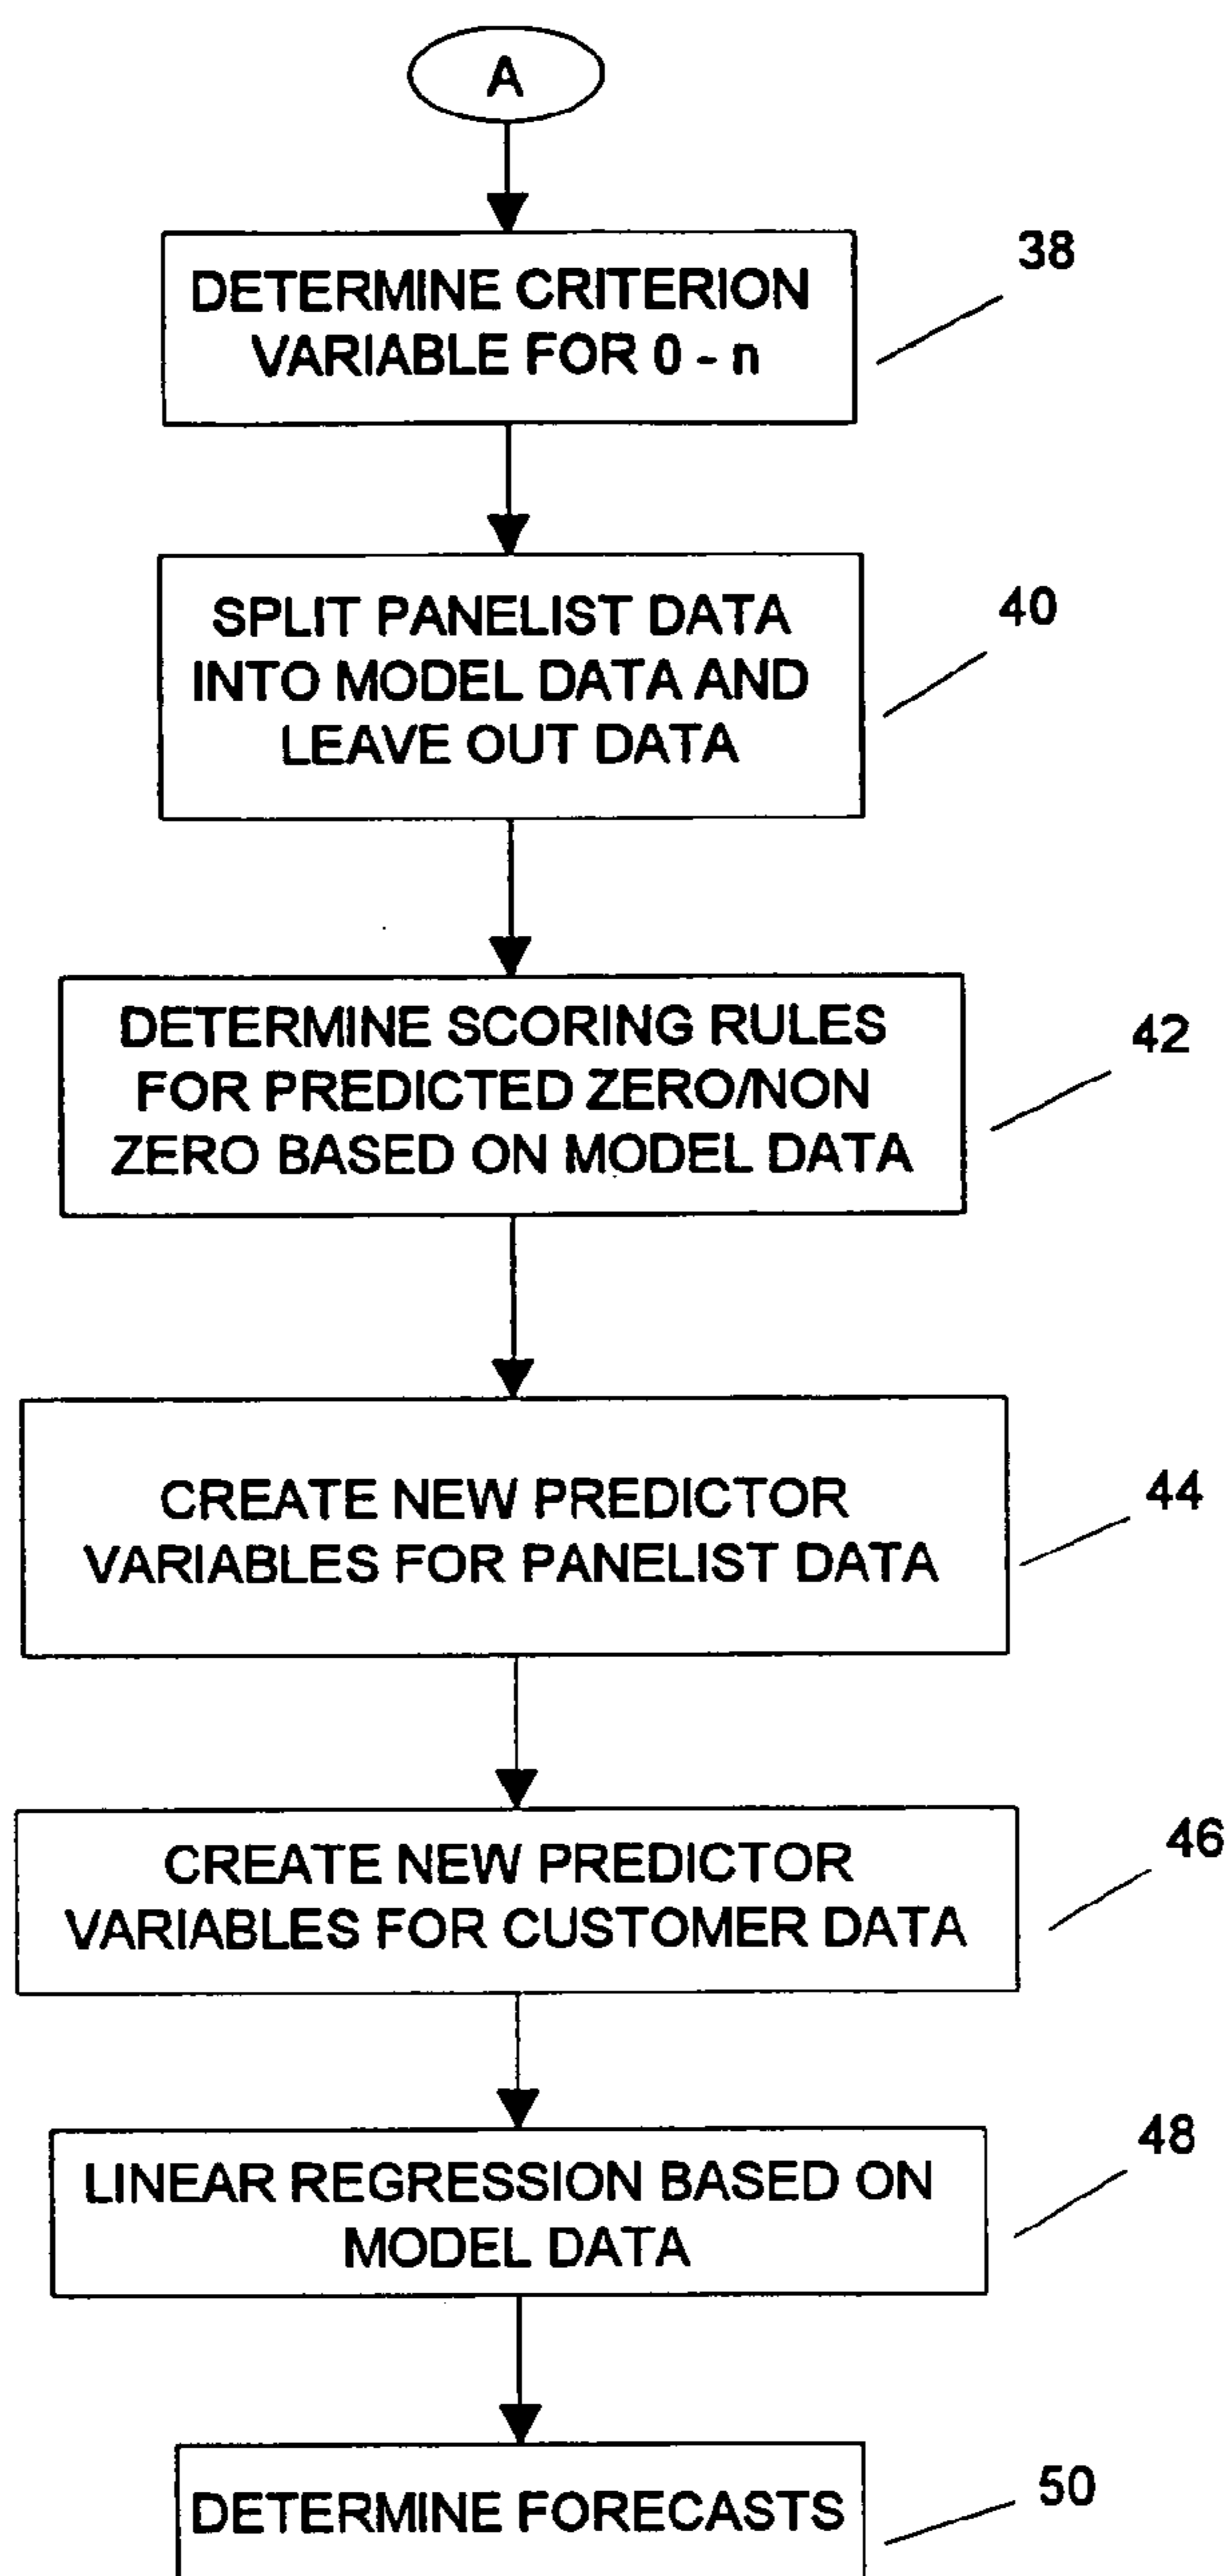 A
DETERMINE CRITERION
VARIABLE FOR 0 - n
38
SPLIT PANELIST DATA
INTO MODEL DATA AND
LEAVE OUT DATA
40
DETERMINE SCORING RULES
FOR PREDICTED ZERO/NON
ZERO BASED ON MODEL DATA
42
CREATE NEW PREDICTOR
VARIABLES FOR PANELIST DATA
44
CREATE NEW PREDICTOR
VARIABLES FOR CUSTOMER DATA
46
LINEAR REGRESSION BASED ON
MODEL DATA
48
DETERMINE FORECASTS
50